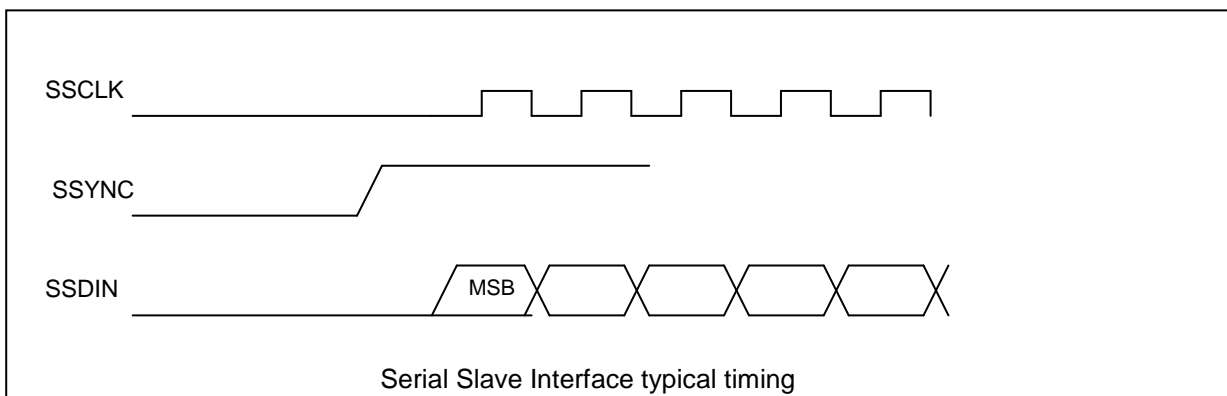 SSCLK
SSYNC
SSDIN
MSB
Serial Slave Interface typical timing